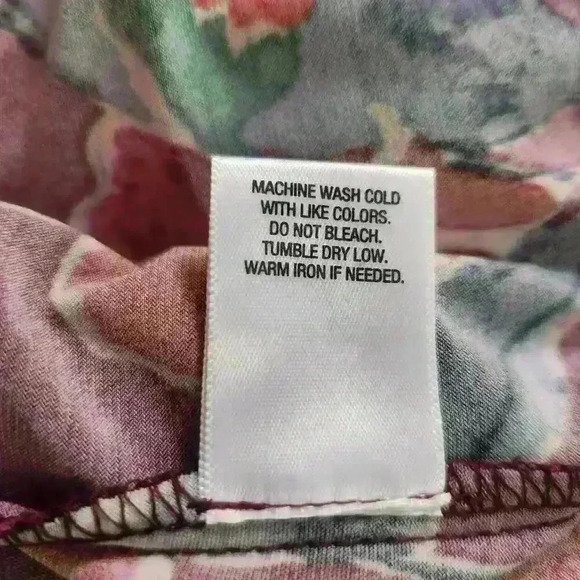 MACHINE WASH COLD
WITH LIKE COLORS.
DO NOT BLEACH.
TUMBLE DRY LOW.
WARM IRON IF NEEDED.